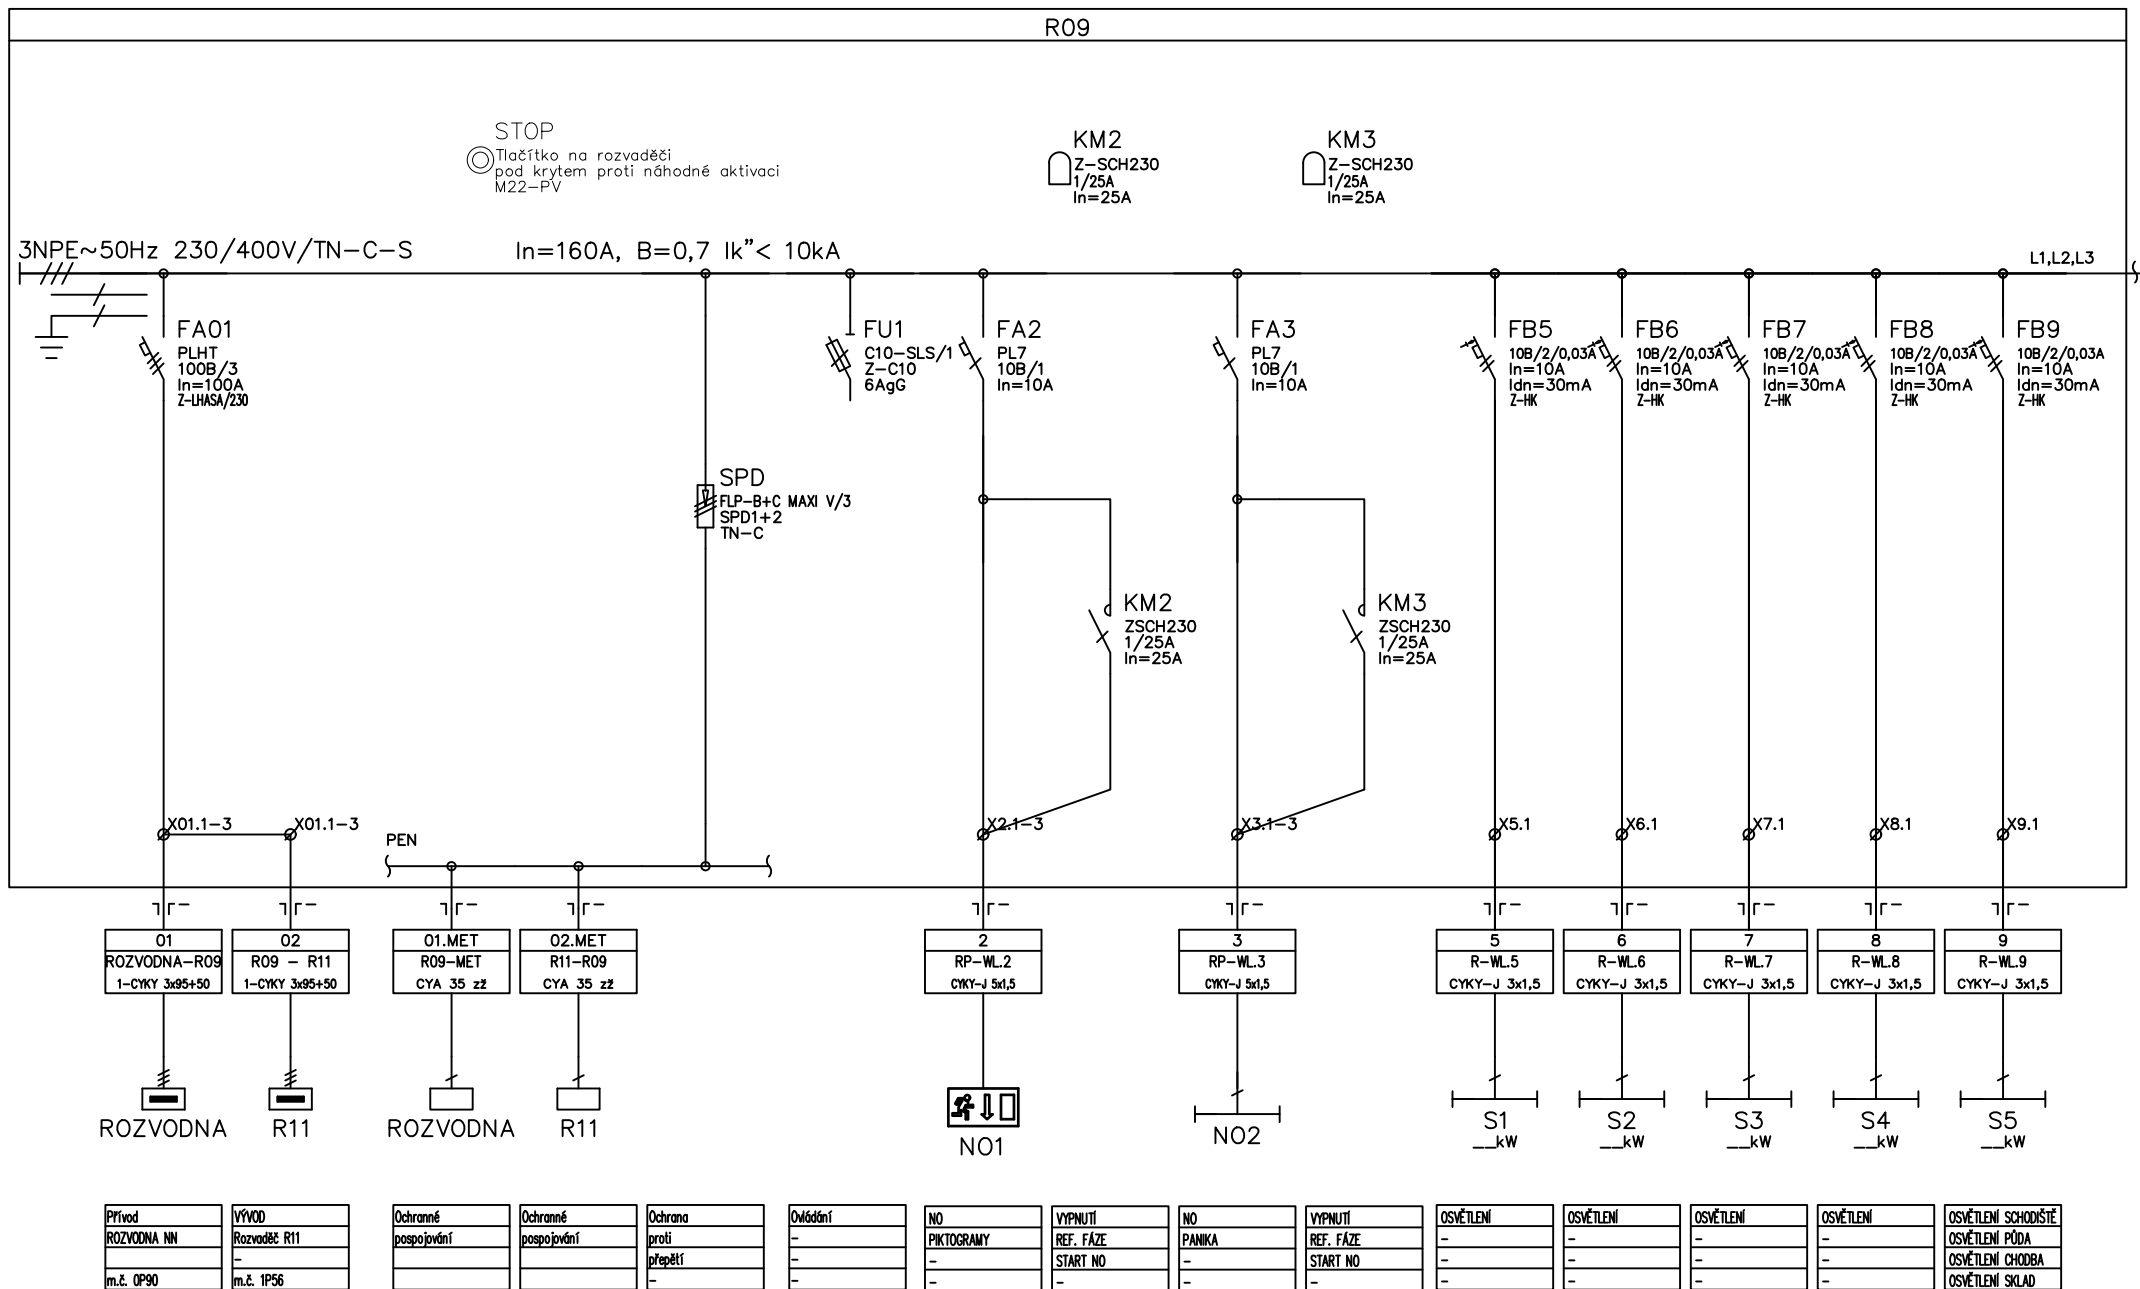 R09
STOP
Tlačítko na rozvaděči
pod krytem proti náhodné aktivaci
M22-PV
KM2
Z-SCH230
1/25A
In=25A
KM3
Z-SCH230
1/25A
In=25A
3NPE~50Hz 230/400V/TN-C-S
In=160A, B=0,7 Ik"< 10kA
L1,L2,L3
FA01
PLHT
100B/3
In=100A
Z-LHASA/230
FU1
C10-SLS/1
Z-C10
6AgG
FA2
PL7
10B/1
In=10A
FA3
PL7
10B/1
In=10A
FB5
10B/2/0,03A
In=10A
Idn=30mA
Z-HK
FB6
10B/2/0,03A
In=10A
Idn=30mA
Z-HK
FB7
10B/2/0,03A
In=10A
Idn=30mA
Z-HK
FB8
10B/2/0,03A
In=10A
Idn=30mA
Z-HK
FB9
10B/2/0,03A
In=10A
Idn=30mA
Z-HK
SPD
FLP-B+C MAXI V/3
SPD1+2
TN-C
KM2
ZSCH230
1/25A
In=25A
KM3
ZSCH230
1/25A
In=25A
X01.1-3
X01.1-3
PEN
X2.1-3
X3.1-3
X5.1
X6.1
X7.1
X8.1
X9.1
01
ROZVODNA-R09
1-CYKY 3x95+50
02
R09 - R11
1-CYKY 3x95+50
01.MET
R09-MET
CYA 35 zž
02.MET
R11-R09
CYA 35 zž
2
RP-WL.2
CYKY-J 5x1,5
3
RP-WL.3
CYKY-J 5x1,5
5
R-WL.5
CYKY-J 3x1,5
6
R-WL.6
CYKY-J 3x1,5
7
R-WL.7
CYKY-J 3x1,5
8
R-WL.8
CYKY-J 3x1,5
9
R-WL.9
CYKY-J 3x1,5
ROZVODNA
R11
ROZVODNA
R11
NO1
NO2
S1
__kW
S2
__kW
S3
__kW
S4
__kW
S5
__kW
Přívod
ROZVODNA NN
m.č. 0P90
VÝVOD
Rozvaděč R11
-
m.č. 1P56
Ochranné
pospojování
Ochranné
pospojování
Ochrana
proti
přepětí
-
Ovládání
-
-
-
NO
PIKTOGRAMY
-
-
VYPNUTÍ
REF. FÁZE
START NO
-
NO
PANIKA
-
-
VYPNUTÍ
REF. FÁZE
START NO
-
OSVĚTLENÍ
-
-
-
OSVĚTLENÍ
-
-
-
OSVĚTLENÍ
-
-
-
OSVĚTLENÍ
-
-
-
OSVĚTLENÍ SCHODIŠTĚ
OSVĚTLENÍ PŮDA
OSVĚTLENÍ CHODBA
OSVĚTLENÍ SKLAD